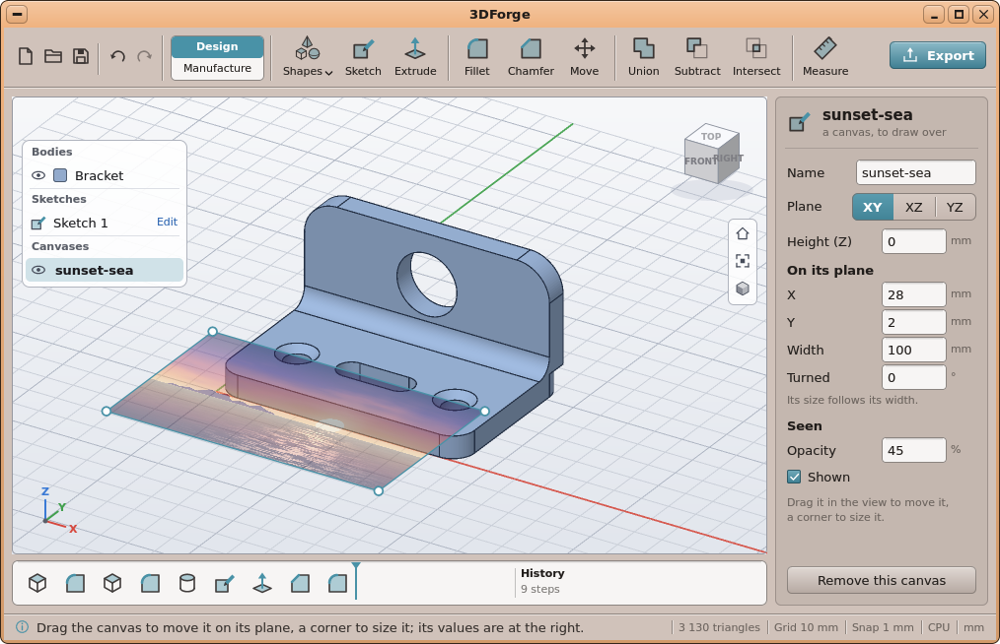 3DForge
Design
Manufacture
Shapes
Sketch
Extrude
Fillet
Chamfer
Move
Union
Subtract
Intersect
Measure
Export
Bodies
Bracket
Sketches
Sketch 1
Edit
Canvases
sunset-sea
TOP
FRONT
RIGHT
Z
Y
X
sunset-sea
a canvas, to draw over
Name sunset-sea
Plane XY XZ YZ
Height (Z) 0 mm
On its plane
X 28 mm
Y 2 mm
Width 100 mm
Turned 0 °
Its size follows its width.
Seen
Opacity 45 %
Shown
Drag it in the view to move it,
a corner to size it.
Remove this canvas
History
9 steps
Drag the canvas to move it on its plane, a corner to size it; its values are at the right.
3 130 triangles
Grid 10 mm
Snap 1 mm
CPU
mm